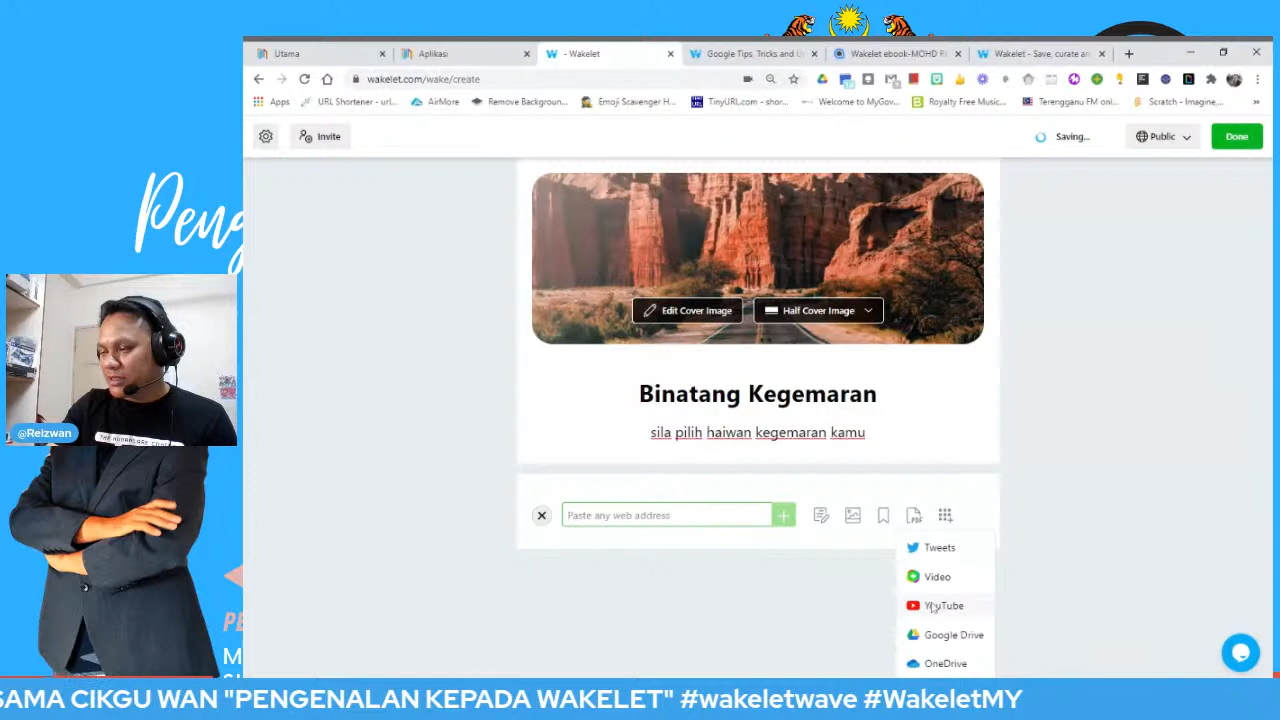 Utama
Aplikasi
- Wakelet
Google Tips, Tricks and U
Wakelet ebook-MOHD R
Wakelet - Save, curate an
wakelet.com/wake/create
Apps
URL Shortener - url...
AirMore
Remove Backgroun...
Emoji Scavenger H...
TinyURL.com - shor...
Welcome to MyGov...
Royalty Free Music...
Terengganu FM onl...
Scratch - Imagine,...
Invite
Saving...
Public
Done
Peng
Edit Cover Image
Half Cover Image
Binatang Kegemaran
sila pilih haiwan kegemaran kamu
@Reizwan
Paste any web address
PDF
Tweets
Video
YouTube
Google Drive
OneDrive
PE
M
SAMA CIKGU WAN "PENGENALAN KEPADA WAKELET" #wakeletwave #WakeletMY